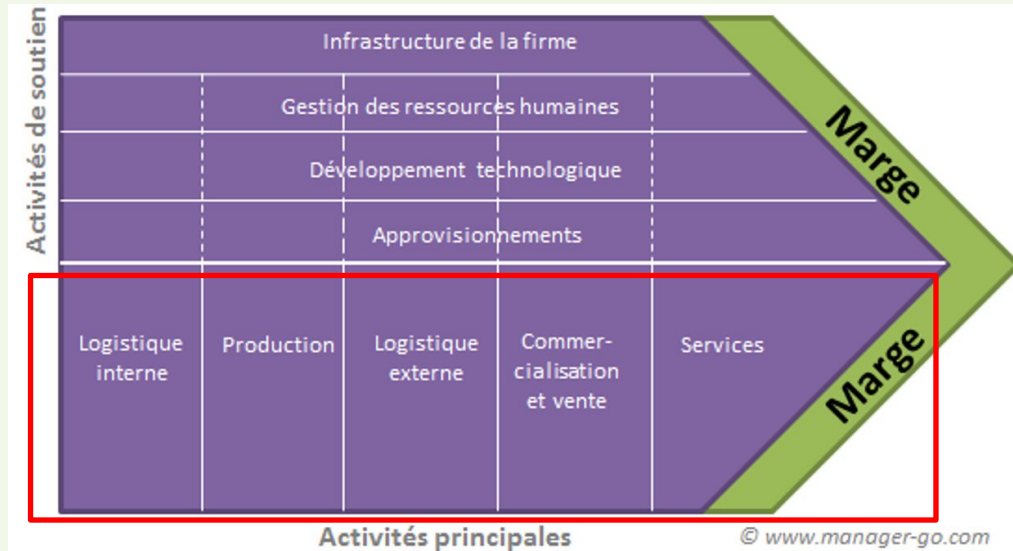 Activités de soutien
Infrastructure de la firme
Gestion des ressources humaines
Développement technologique
Approvisionnements
Marge
Logistique
interne
Production
Logistique
externe
Commer-
cialisation
et vente
Services
Marge
Activités principales
© www.manager-go.com